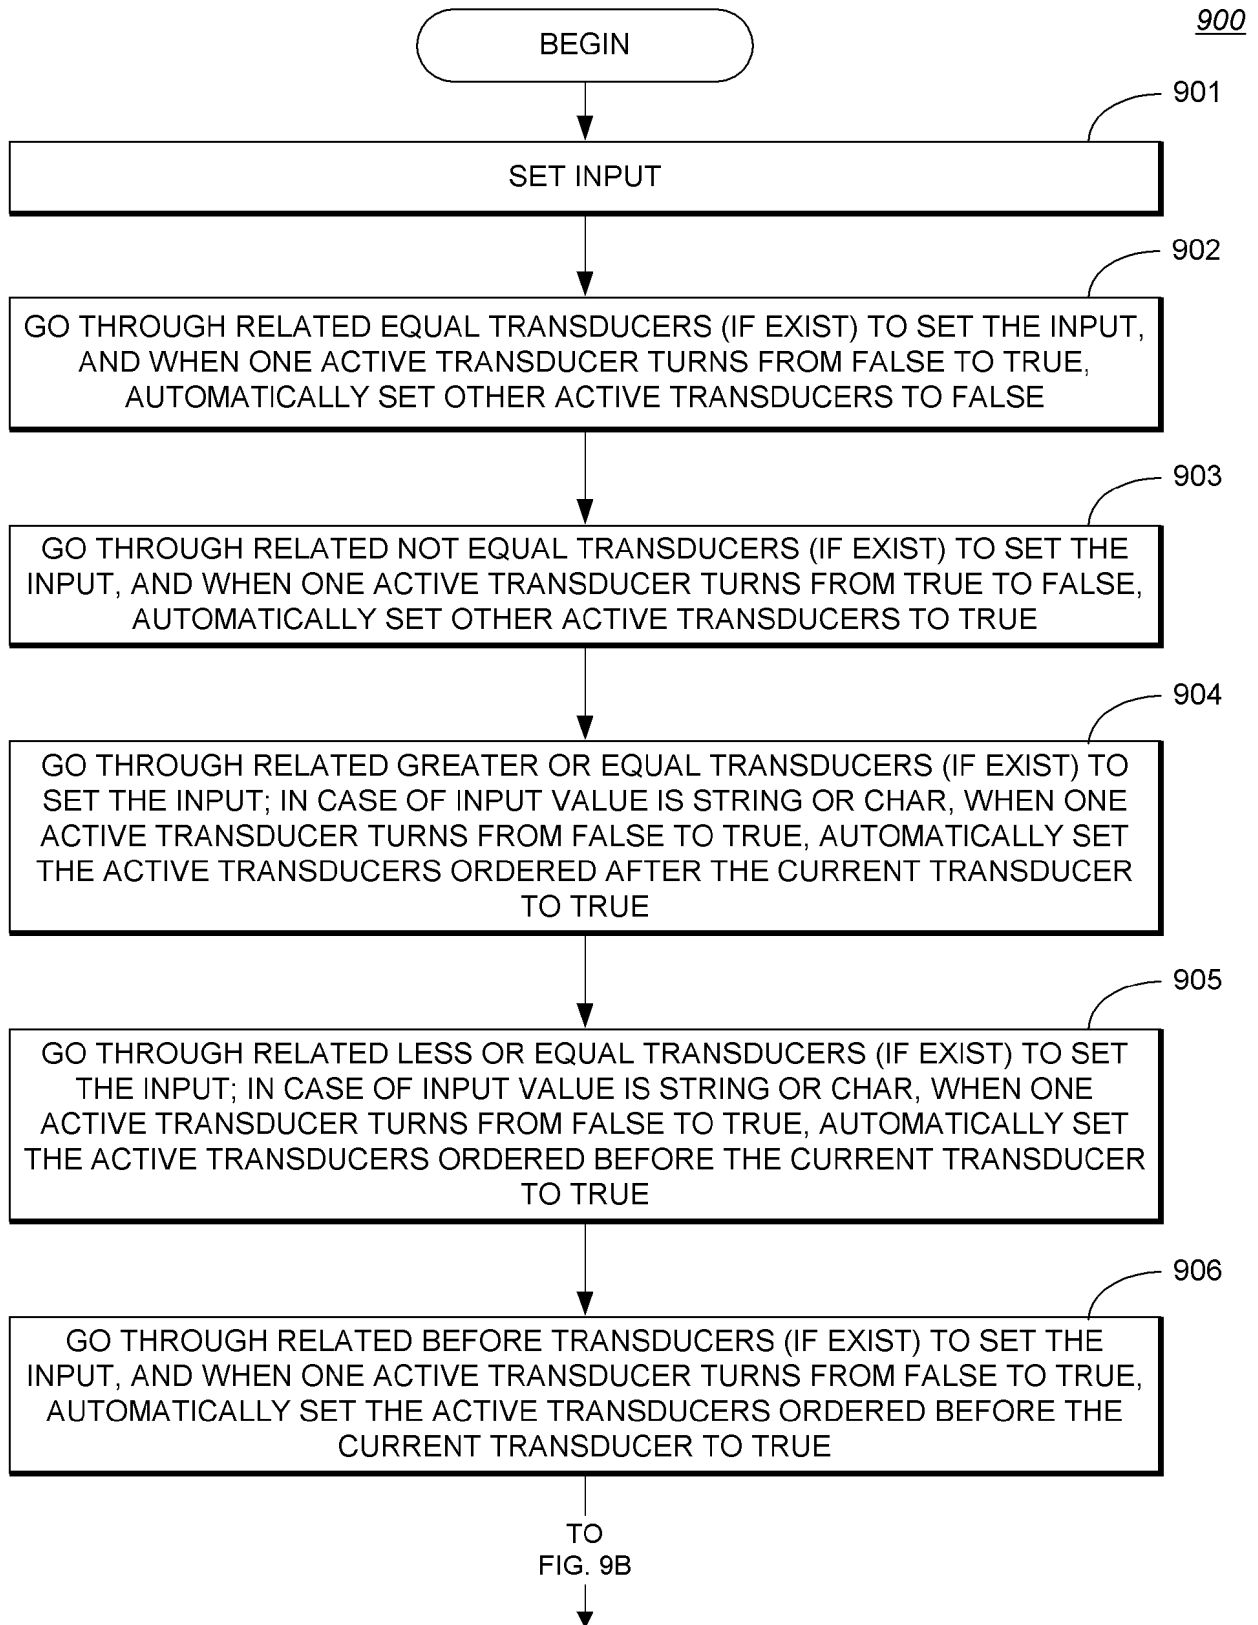 900
BEGIN
901
SET INPUT
902
GO THROUGH RELATED EQUAL TRANSDUCERS (IF EXIST) TO SET THE INPUT,
AND WHEN ONE ACTIVE TRANSDUCER TURNS FROM FALSE TO TRUE,
AUTOMATICALLY SET OTHER ACTIVE TRANSDUCERS TO FALSE
903
GO THROUGH RELATED NOT EQUAL TRANSDUCERS (IF EXIST) TO SET THE
INPUT, AND WHEN ONE ACTIVE TRANSDUCER TURNS FROM TRUE TO FALSE,
AUTOMATICALLY SET OTHER ACTIVE TRANSDUCERS TO TRUE
904
GO THROUGH RELATED GREATER OR EQUAL TRANSDUCERS (IF EXIST) TO
SET THE INPUT; IN CASE OF INPUT VALUE IS STRING OR CHAR, WHEN ONE
ACTIVE TRANSDUCER TURNS FROM FALSE TO TRUE, AUTOMATICALLY SET
THE ACTIVE TRANSDUCERS ORDERED AFTER THE CURRENT TRANSDUCER
TO TRUE
905
GO THROUGH RELATED LESS OR EQUAL TRANSDUCERS (IF EXIST) TO SET
THE INPUT; IN CASE OF INPUT VALUE IS STRING OR CHAR, WHEN ONE
ACTIVE TRANSDUCER TURNS FROM FALSE TO TRUE, AUTOMATICALLY SET
THE ACTIVE TRANSDUCERS ORDERED BEFORE THE CURRENT TRANSDUCER
TO TRUE
906
GO THROUGH RELATED BEFORE TRANSDUCERS (IF EXIST) TO SET THE
INPUT, AND WHEN ONE ACTIVE TRANSDUCER TURNS FROM FALSE TO TRUE,
AUTOMATICALLY SET THE ACTIVE TRANSDUCERS ORDERED BEFORE THE
CURRENT TRANSDUCER TO TRUE
TO
FIG. 9B